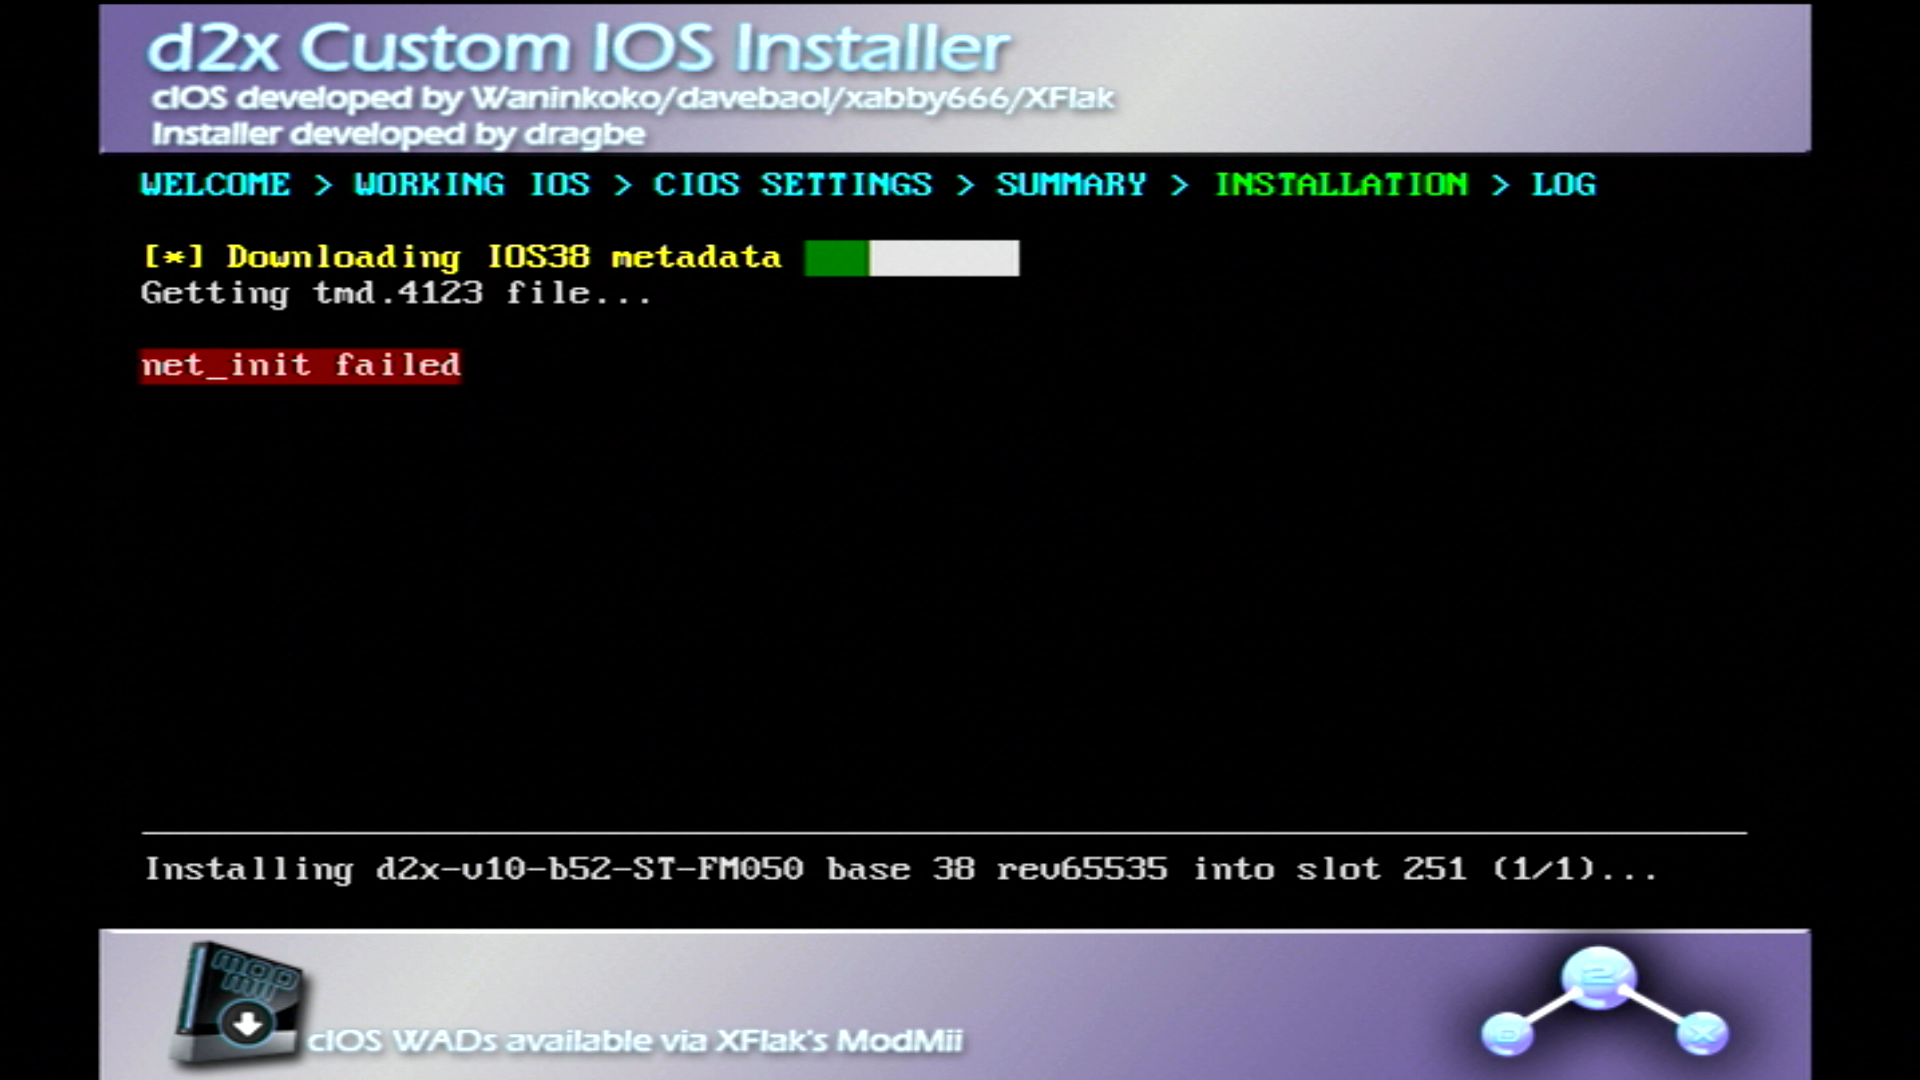 d2x Custom IOS Installer
cIOS developed by Waninkoko/davebaol/xabby666/XFlak
Installer developed by dragbe
WELCOME > WORKING IOS > CIOS SETTINGS > SUMMARY > INSTALLATION > LOG
[*] Downloading IOS38 metadata
Getting tmd.4123 file...
net_init failed
Installing d2x-v10-b52-ST-FM050 base 38 rev65535 into slot 251 (1/1)...
MOD
MII
cIOS WADs available via XFlak's ModMii
2
D X